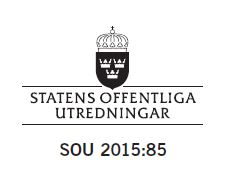 STATENS OFFENTLIGA
UTREDNINGAR
SOU 2015:85